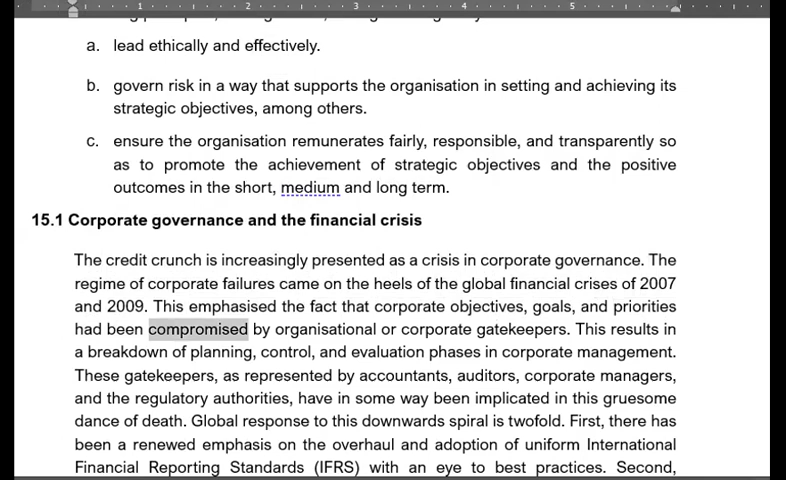 1 2 3 4 5
a. lead ethically and effectively.
b. govern risk in a way that supports the organisation in setting and achieving its
strategic objectives, among others.
c. ensure the organisation remunerates fairly, responsible, and transparently so
as to promote the achievement of strategic objectives and the positive
outcomes in the short, medium and long term.
15.1 Corporate governance and the financial crisis
The credit crunch is increasingly presented as a crisis in corporate governance. The
regime of corporate failures came on the heels of the global financial crises of 2007
and 2009. This emphasised the fact that corporate objectives, goals, and priorities
had been compromised by organisational or corporate gatekeepers. This results in
a breakdown of planning, control, and evaluation phases in corporate management.
These gatekeepers, as represented by accountants, auditors, corporate managers,
and the regulatory authorities, have in some way been implicated in this gruesome
dance of death. Global response to this downwards spiral is twofold. First, there has
been a renewed emphasis on the overhaul and adoption of uniform International
Financial Reporting Standards (IFRS) with an eye to best practices. Second,